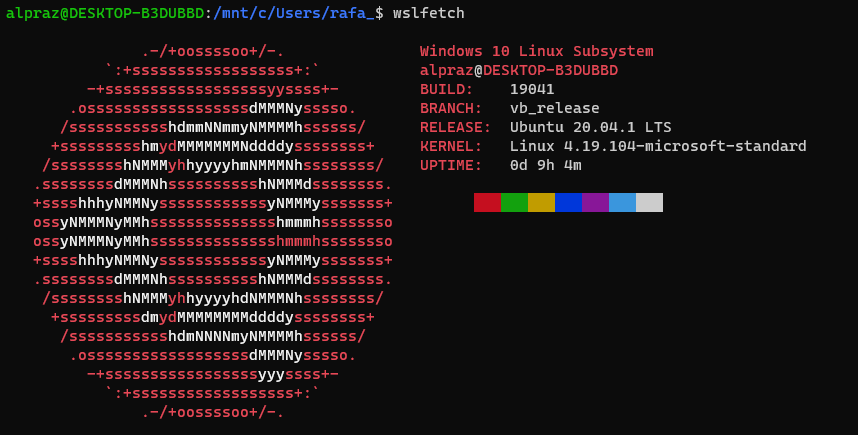 alpraz@DESKTOP-B3DUBBD:/mnt/c/Users/rafa_$ wslfetch
            .-/+oossssoo+/-.               Windows 10 Linux Subsystem
        `:+ssssssssssssssssss+:`           alpraz@DESKTOP-B3DUBBD
      -+ssssssssssssssssssyyssss+-         BUILD:    19041
    .ossssssssssssssssssdMMMNysssso.       BRANCH:   vb_release
   /ssssssssssshdmmNNmmyNMMMMhssssss/      RELEASE:  Ubuntu 20.04.1 LTS
  +ssssssssshmydMMMMMMMNddddyssssssss+     KERNEL:   Linux 4.19.104-microsoft-standard
 /sssssssshNMMMyhhyyyyhmNMMMNhssssssss/    UPTIME:   0d 9h 4m
.ssssssssdMMMNhsssssssssshNMMMdssssssss.
+sssshhhyNMMNyssssssssssssyNMMMysssssss+
ossyNMMMNyMMhsssssssssssssshmmmhssssssso
ossyNMMMNyMMhsssssssssssssshmmmhssssssso
+sssshhhyNMMNyssssssssssssyNMMMysssssss+
.ssssssssdMMMNhsssssssssshNMMMdssssssss.
 /sssssssshNMMMyhhyyyyhdNMMMNhssssssss/
  +sssssssssdmydMMMMMMMMddddyssssssss+
   /ssssssssssshdmNNNNmyNMMMMhssssss/
    .ossssssssssssssssssdMMMNysssso.
      -+sssssssssssssssssyyyssss+-
        `:+ssssssssssssssssss+:`
            .-/+oossssoo+/-.